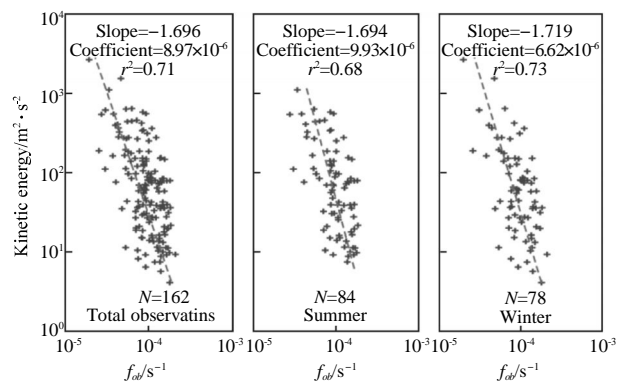 Slope=−1.696
Coefficient=8.97×10⁻⁶
r²=0.71
Slope=−1.694
Coefficient=9.93×10⁻⁶
r²=0.68
Slope=−1.719
Coefficient=6.62×10⁻⁶
r²=0.73
Kinetic energy/m²·s⁻²
10⁴
10³
10²
10¹
10⁰
N=162
Total observatins
N=84
Summer
N=78
Winter
10⁻⁵ 10⁻⁴ 10⁻³
10⁻⁵ 10⁻⁴ 10⁻³
10⁻⁵ 10⁻⁴ 10⁻³
f_ob/s⁻¹
f_ob/s⁻¹
f_ob/s⁻¹